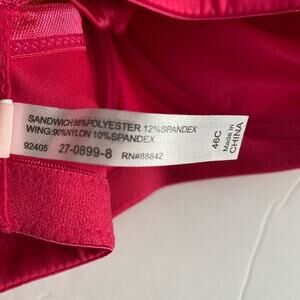 SANDWICH:88%POLYESTER 12%SPANDEX
WING:90%NYLON 10%SPANDEX
92405 27-0899-8 RN#88842
46C
Made in
CHINA